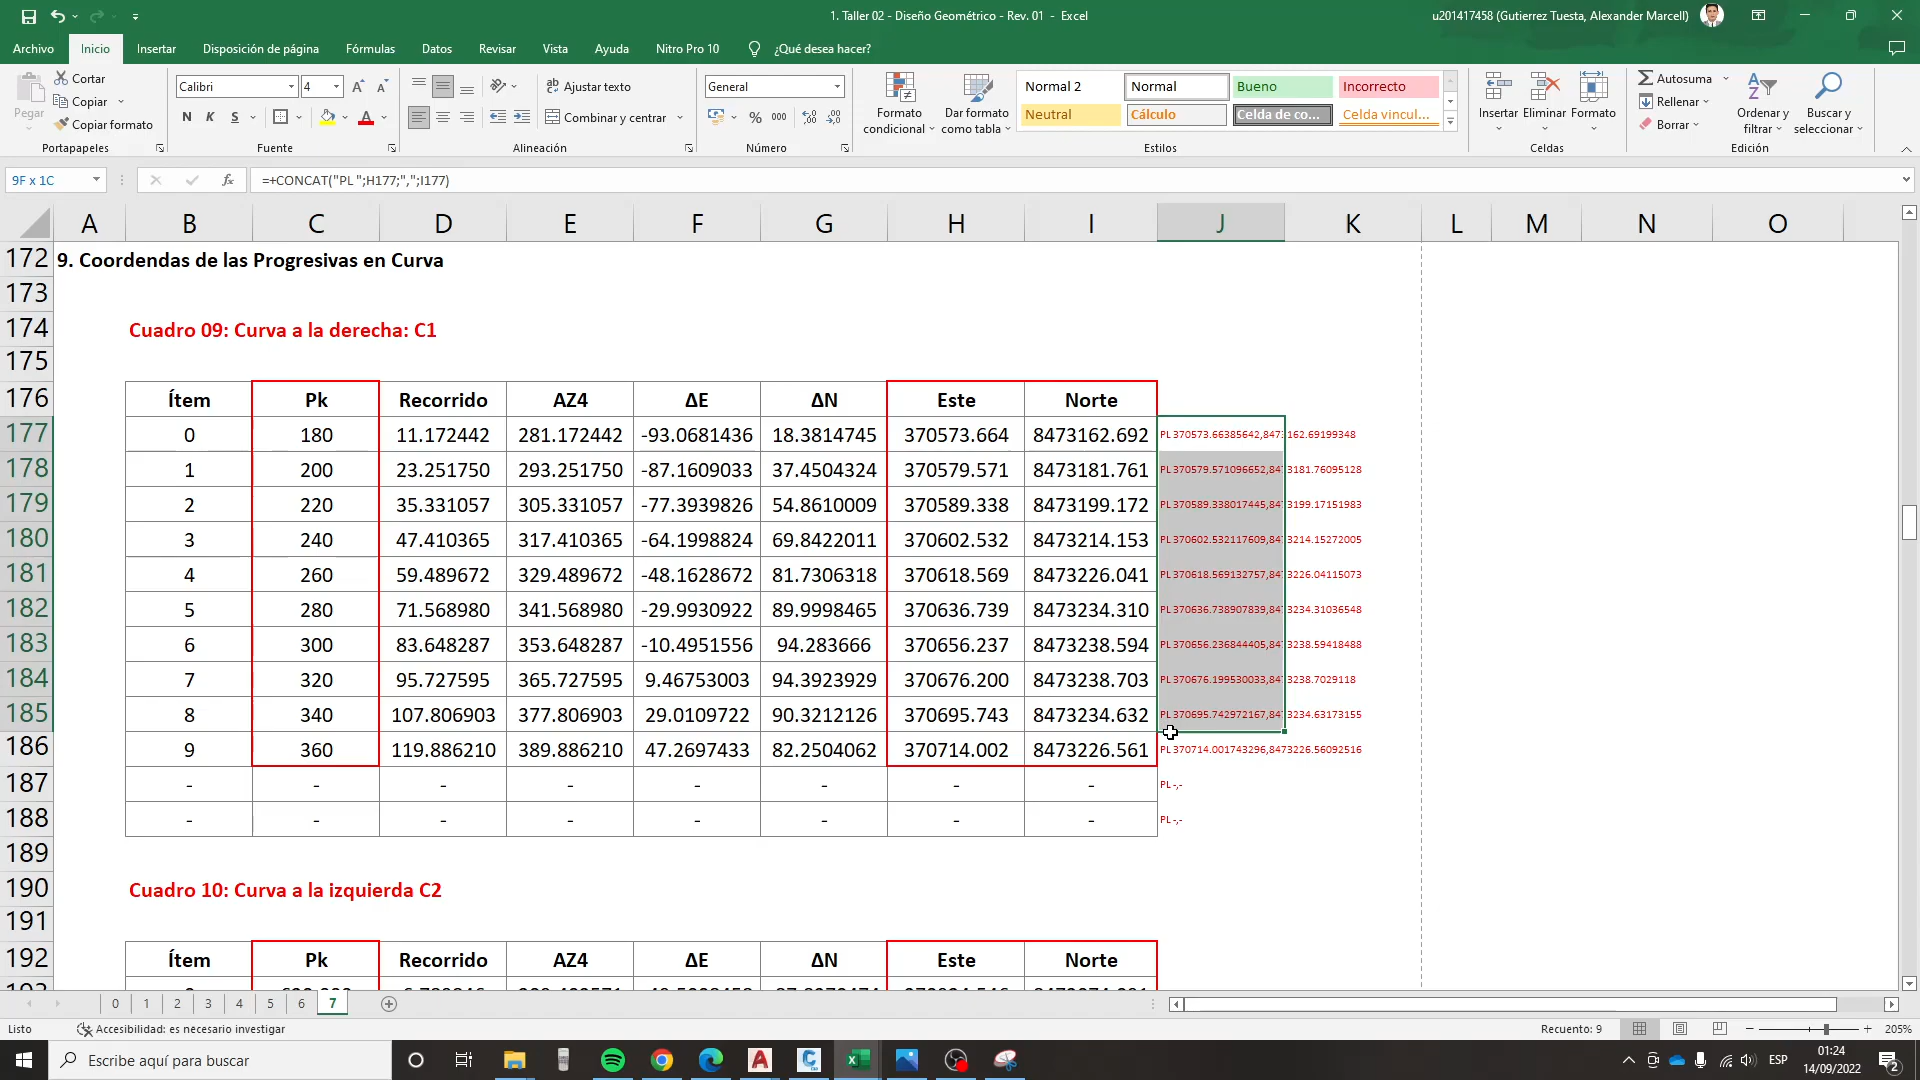 1. Taller 02 - Diseño Geométrico - Rev. 01 - Excel
u201417458 (Gutierrez Tuesta, Alexander Marcell)
Archivo Inicio Insertar Disposición de página Fórmulas Datos Revisar Vista Ayuda Nitro Pro 10 ¿Qué desea hacer?
Pegar
Cortar
Copiar
Copiar formato
Portapapeles
Calibri 4
N K S
Fuente
Ajustar texto
Combinar y centrar
Alineación
General
% 000
Número
Formato condicional
Dar formato como tabla
Normal 2 Normal Bueno Incorrecto
Neutral Cálculo Celda de co... Celda vincul...
Estilos
Insertar Eliminar Formato
Celdas
Autosuma
Rellenar
Borrar
Ordenar y filtrar
Buscar y seleccionar
Edición
9F x 1C fx =+CONCAT("PL ";H177;",";I177)
A B C D E F G H I J K L M N O
172 9. Coordendas de las Progresivas en Curva
173
174 Cuadro 09: Curva a la derecha: C1
175
176 Ítem Pk Recorrido AZ4 ΔE ΔN Este Norte
177 0 180 11.172442 281.172442 -93.0681436 18.3814745 370573.664 8473162.692 PL 370573.66385642,8473162.69199348
178 1 200 23.251750 293.251750 -87.1609033 37.4504324 370579.571 8473181.761 PL 370579.571096652,8473181.76095128
179 2 220 35.331057 305.331057 -77.3939826 54.8610009 370589.338 8473199.172 PL 370589.338017445,8473199.17151983
180 3 240 47.410365 317.410365 -64.1998824 69.8422011 370602.532 8473214.153 PL 370602.532117609,8473214.15272005
181 4 260 59.489672 329.489672 -48.1628672 81.7306318 370618.569 8473226.041 PL 370618.569132757,8473226.04115073
182 5 280 71.568980 341.568980 -29.9930922 89.9998465 370636.739 8473234.310 PL 370636.738907839,8473234.31036548
183 6 300 83.648287 353.648287 -10.4951556 94.283666 370656.237 8473238.594 PL 370656.236844405,8473238.59418488
184 7 320 95.727595 365.727595 9.46753003 94.3923929 370676.200 8473238.703 PL 370676.199530033,8473238.7029118
185 8 340 107.806903 377.806903 29.0109722 90.3212126 370695.743 8473234.632 PL 370695.742972167,8473234.63173155
186 9 360 119.886210 389.886210 47.2697433 82.2504062 370714.002 8473226.561 PL 370714.001743296,8473226.56092516
187 - - - - - - - - PL -,-
188 - - - - - - - - PL -,-
189
190 Cuadro 10: Curva a la izquierda C2
191
192 Ítem Pk Recorrido AZ4 ΔE ΔN Este Norte
0 1 2 3 4 5 6 7
Listo Accesibilidad: es necesario investigar Recuento: 9 205%
Escribe aquí para buscar
ESP
01:24
14/09/2022
2